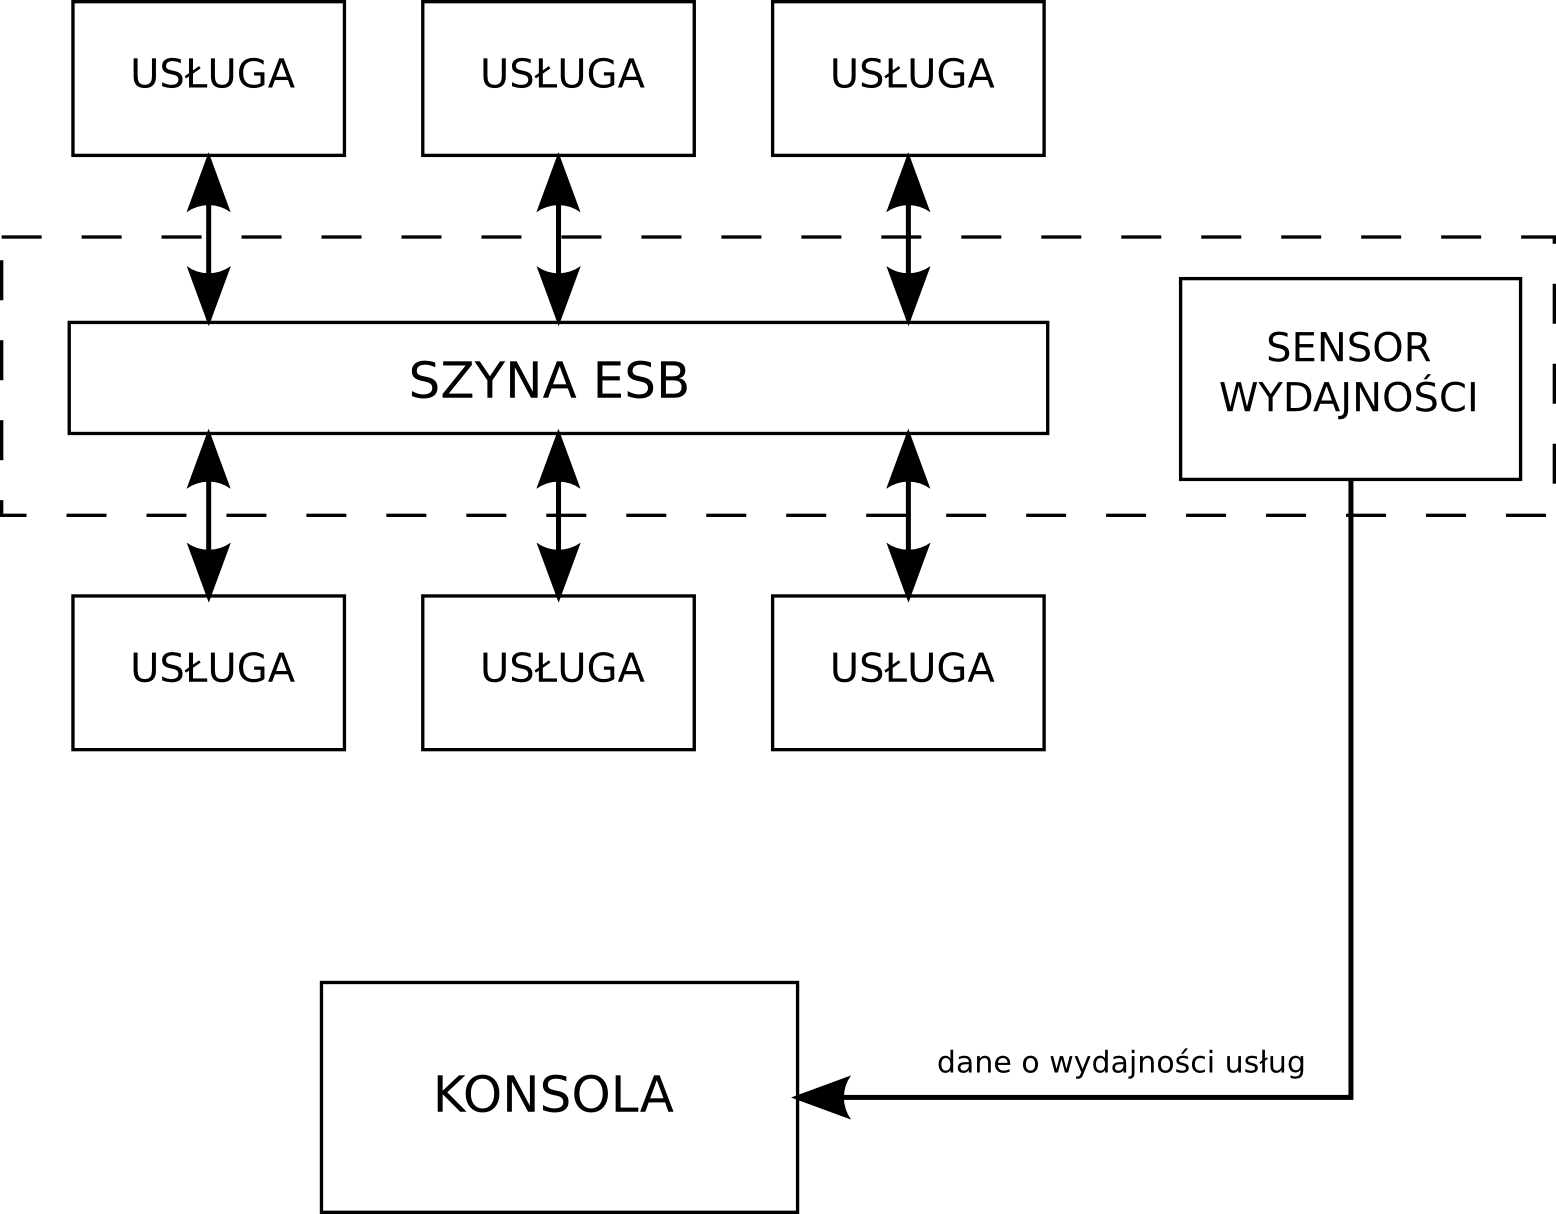 USŁUGA
USŁUGA
USŁUGA
SZYNA ESB
SENSOR
WYDAJNOŚCI
USŁUGA
USŁUGA
USŁUGA
dane o wydajności usług
KONSOLA